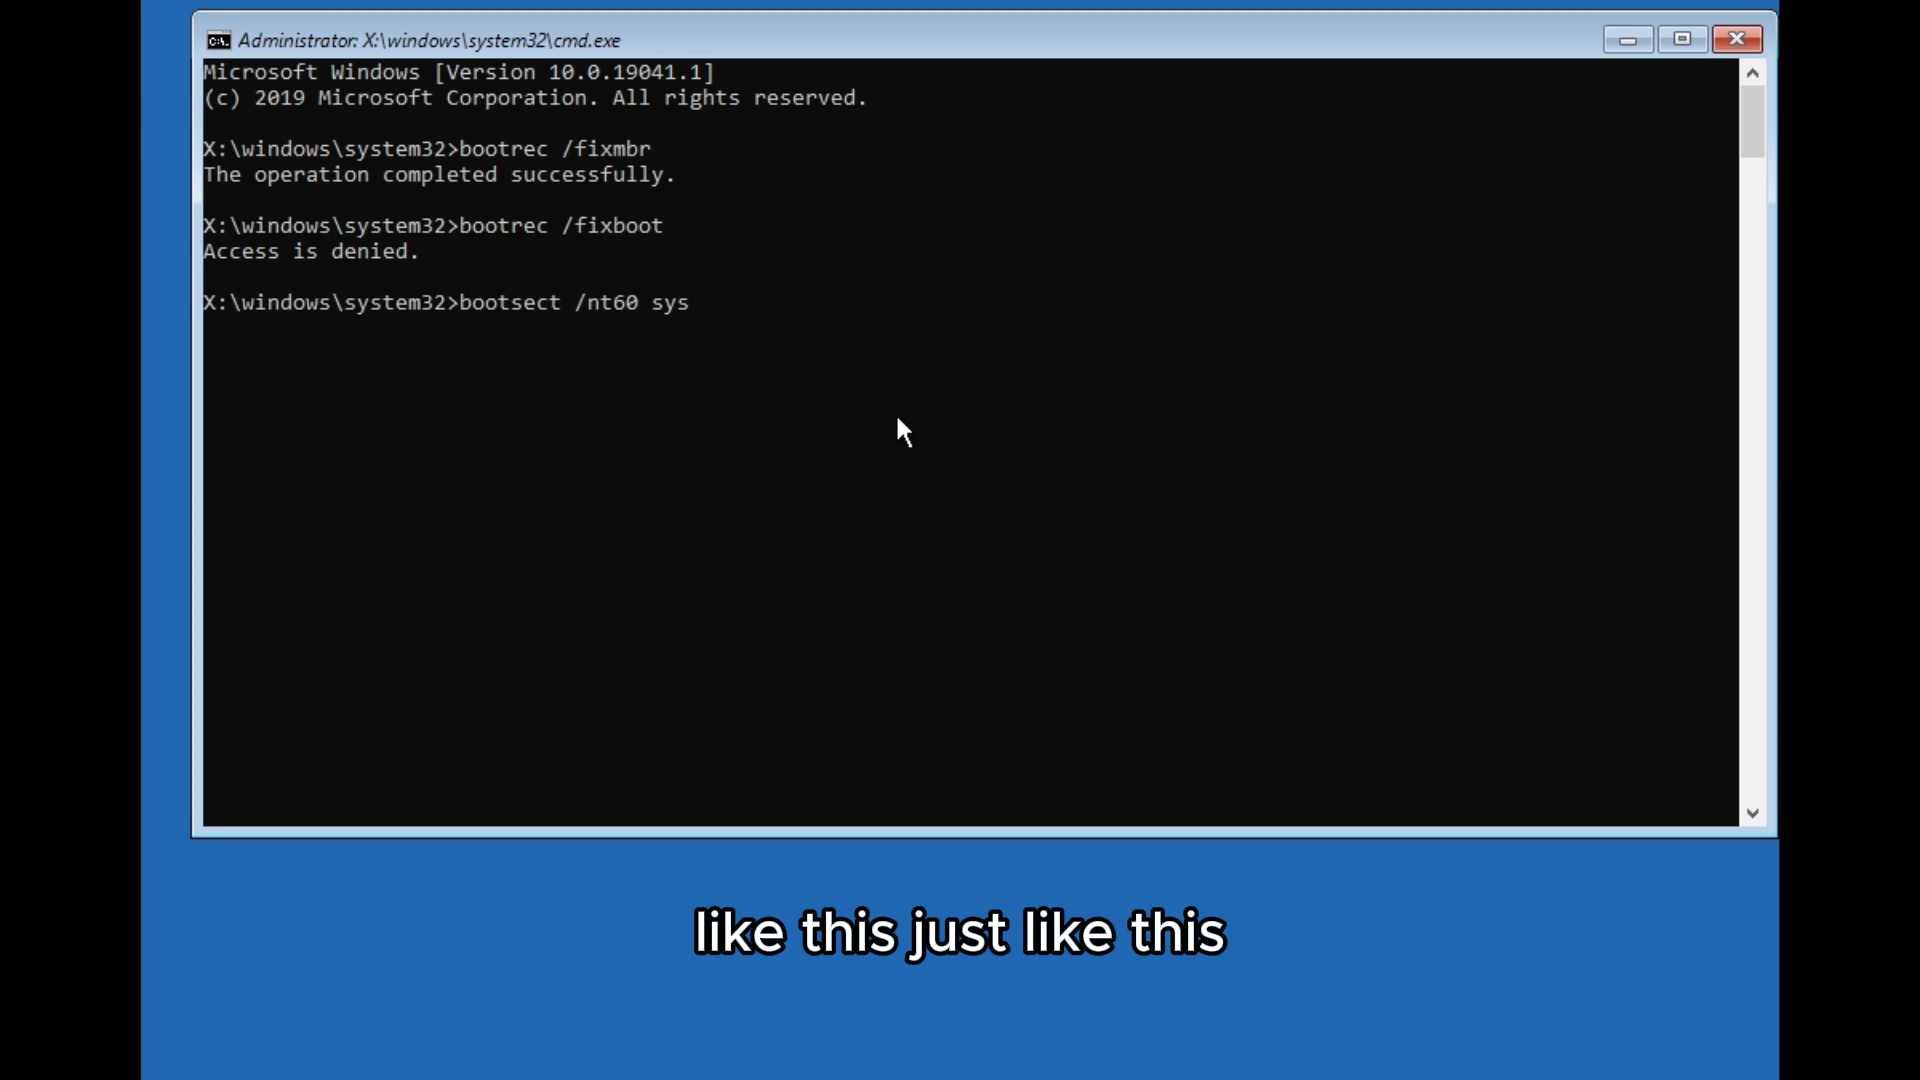 Administrator: X:\windows\system32\cmd.exe
Microsoft Windows [Version 10.0.19041.1]
(c) 2019 Microsoft Corporation. All rights reserved.
X:\windows\system32>bootrec /fixmbr
The operation completed successfully.
X:\windows\system32>bootrec /fixboot
Access is denied.
X:\windows\system32>bootsect /nt60 sys
like this just like this